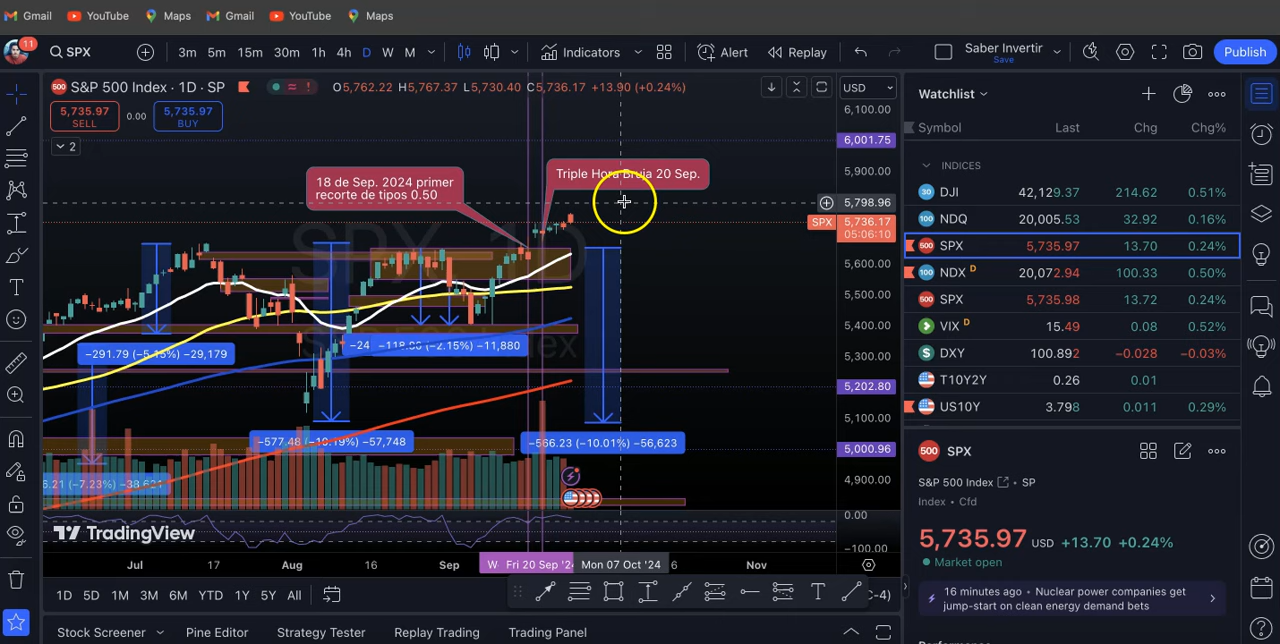 Gmail YouTube Maps Gmail YouTube Maps
11 SPX 3m 5m 15m 30m 1h 4h D W M Indicators Alert Replay Saber Invertir Save Publish
S&P 500 Index · 1D · SP O5,762.22 H5,767.37 L5,730.40 C5,736.17 +13.90 (+0.24%) USD
5,735.97 SELL 0.00 5,735.97 BUY
2
6,100.00
6,001.75
5,900.00
5,798.96
SPX 5,736.17
05:06:10
5,600.00
5,500.00
5,400.00
5,300.00
5,202.80
5,100.00
5,000.96
4,900.00
0.00
−100.00
18 de Sep. 2024 primer
recorte de tipos 0.50
Triple Hora Bruja 20 Sep.
SPX, 1D
−291.79 (−5.15%) −29,179
−24
−118.80 (−2.15%) −11,880
−577.48 (−10.19%) −57,748
−566.23 (−10.01%) −56,623
(−7.23%) −38,621
TradingView
Jul 17 Aug 16 Sep W Fri 20 Sep '24 Mon 07 Oct '24 6 Nov
1D 5D 1M 3M 6M YTD 1Y 5Y All C-4)
Stock Screener Pine Editor Strategy Tester Replay Trading Trading Panel
Watchlist
Symbol Last Chg Chg%
INDICES
DJI 42,129.37 214.62 0.51%
NDQ 20,005.53 32.92 0.16%
SPX 5,735.97 13.70 0.24%
NDX D 20,072.94 100.33 0.50%
SPX 5,735.98 13.72 0.24%
VIX D 15.49 0.08 0.52%
DXY 100.892 −0.028 −0.03%
T10Y2Y 0.26 0.01
US10Y 3.798 0.011 0.29%
SPX
S&P 500 Index • SP
Index • Cfd
5,735.97 USD +13.70 +0.24%
Market open
16 minutes ago • Nuclear power companies get
jump-start on clean energy demand bets